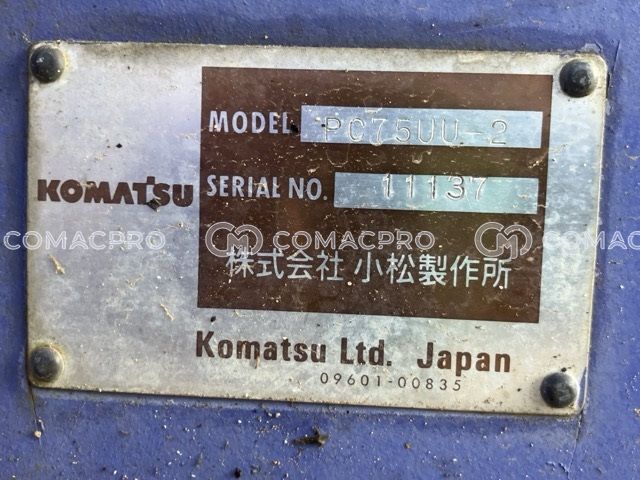 MODEL PC75UU-2
KOMATSU SERIAL NO. 11137
COMACPRO COMACPRO COMACPRO
株式会社 小松製作所
Komatsu Ltd. Japan
09601-00835